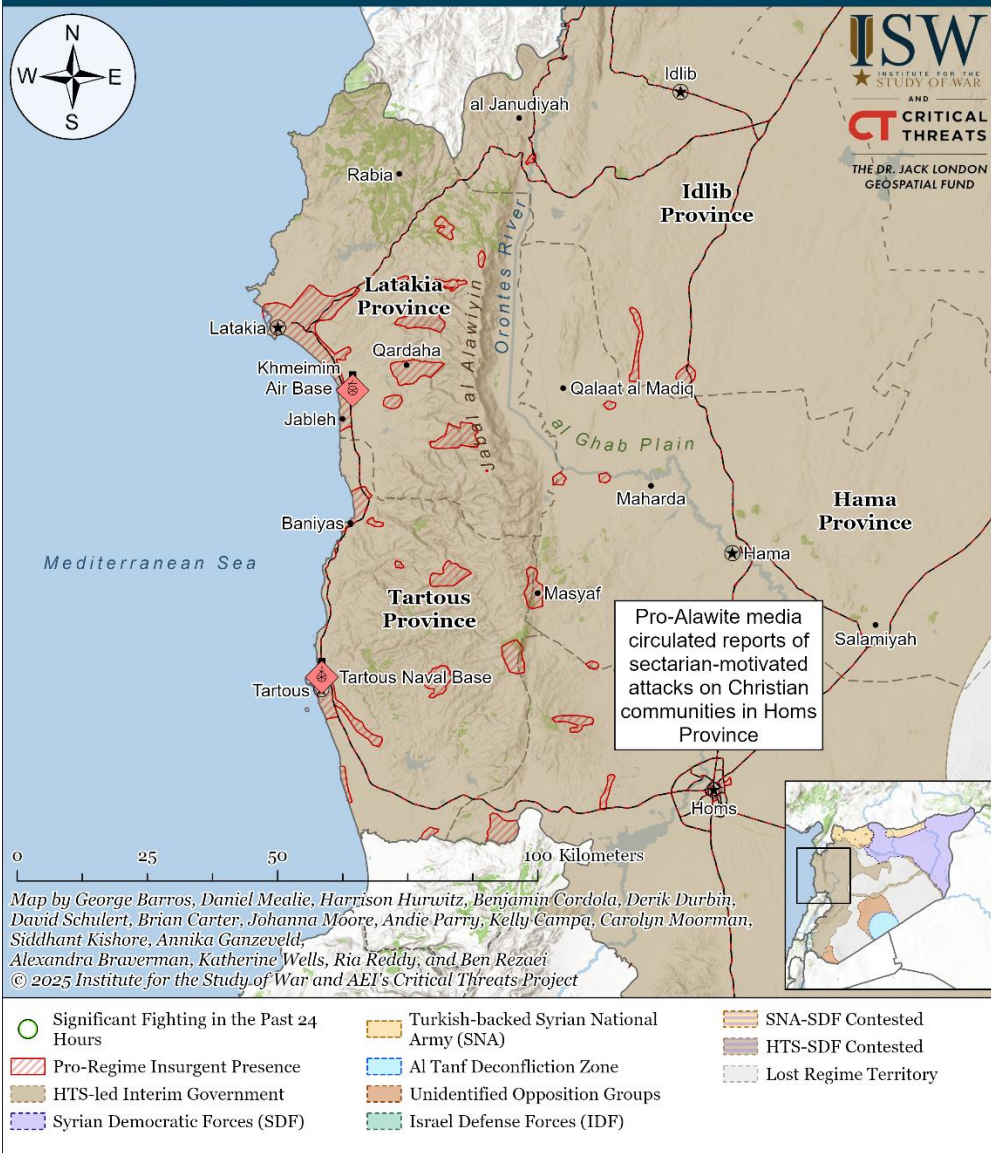 N
W
E
S
ISW
INSTITUTE FOR THE
STUDY OF WAR
AND
CT CRITICAL
THREATS
THE DR. JACK LONDON
GEOSPATIAL FUND
Idlib
al Janudiyah
Rabia
Idlib
Province
Orontes River
Latakia
Province
Latakia
Qardaha
Khmeimim
Air Base
Jabal al Alawiyin
Qalaat al Madiq
Jableh
al Ghab Plain
Maharda
Hama
Province
Baniyas
Hama
Mediterranean Sea
Tartous
Province
Masyaf
Salamiyah
Pro-Alawite media
circulated reports of
sectarian-motivated
attacks on Christian
communities in Homs
Province
Tartous Naval Base
Tartous
Homs
0 25 50 100 Kilometers
Map by George Barros, Daniel Mealie, Harrison Hurwitz, Benjamin Cordola, Derik Durbin,
David Schulert, Brian Carter, Johanna Moore, Andie Parry, Kelly Campa, Carolyn Moorman,
Siddhant Kishore, Annika Ganzeveld,
Alexandra Braverman, Katherine Wells, Ria Reddy, and Ben Rezaei
© 2025 Institute for the Study of War and AEI's Critical Threats Project
Significant Fighting in the Past 24
Hours
Pro-Regime Insurgent Presence
HTS-led Interim Government
Syrian Democratic Forces (SDF)
Turkish-backed Syrian National
Army (SNA)
Al Tanf Deconfliction Zone
Unidentified Opposition Groups
Israel Defense Forces (IDF)
SNA-SDF Contested
HTS-SDF Contested
Lost Regime Territory